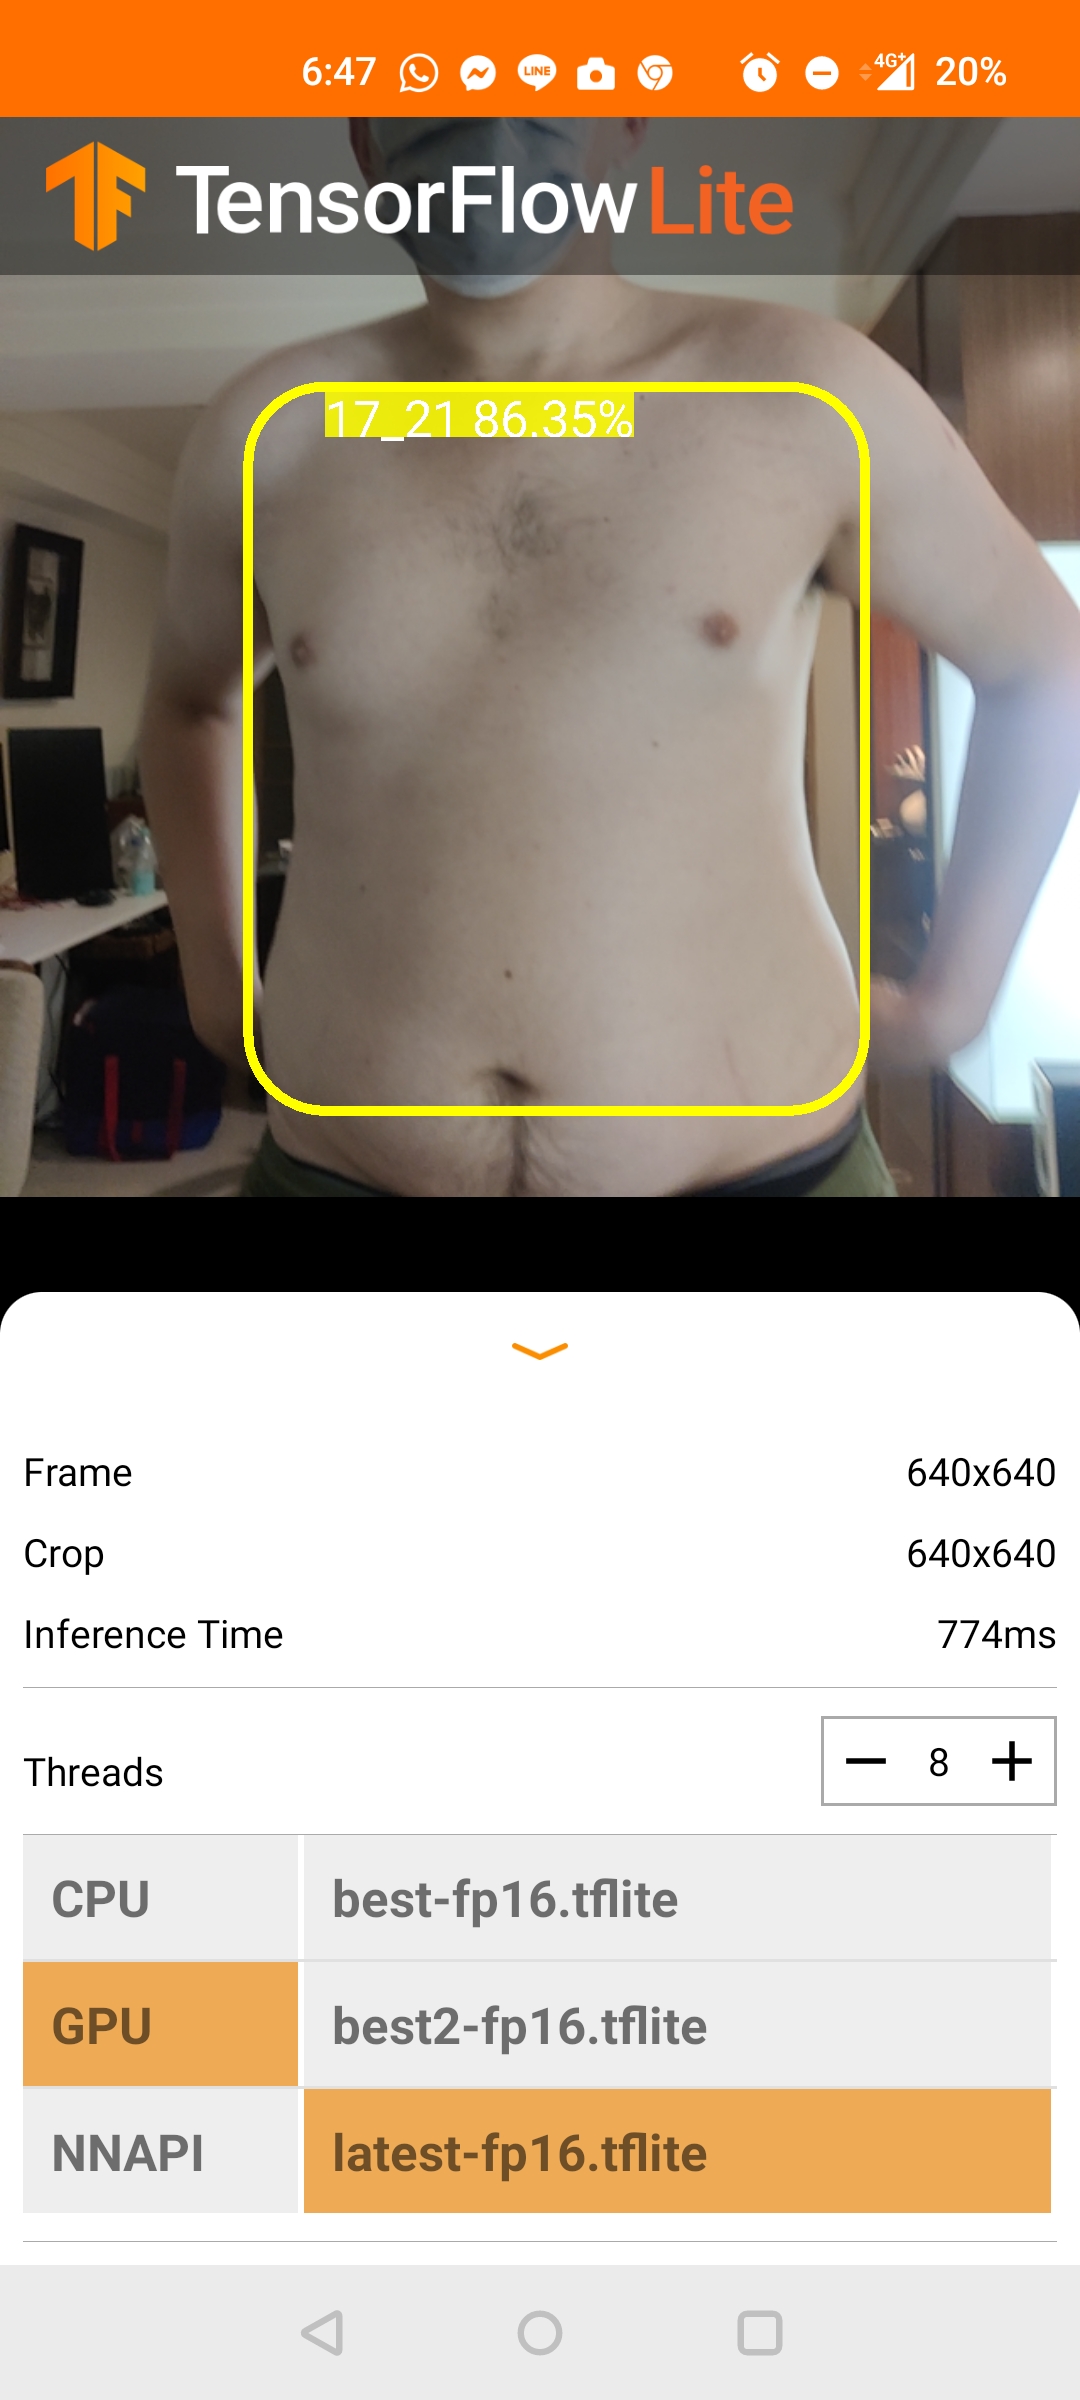 6:47 LINE 4G+ 20%
TensorFlow Lite
17_21 86.35%
Frame 640x640
Crop 640x640
Inference Time 774ms
Threads 8
CPU best-fp16.tflite
GPU best2-fp16.tflite
NNAPI latest-fp16.tflite